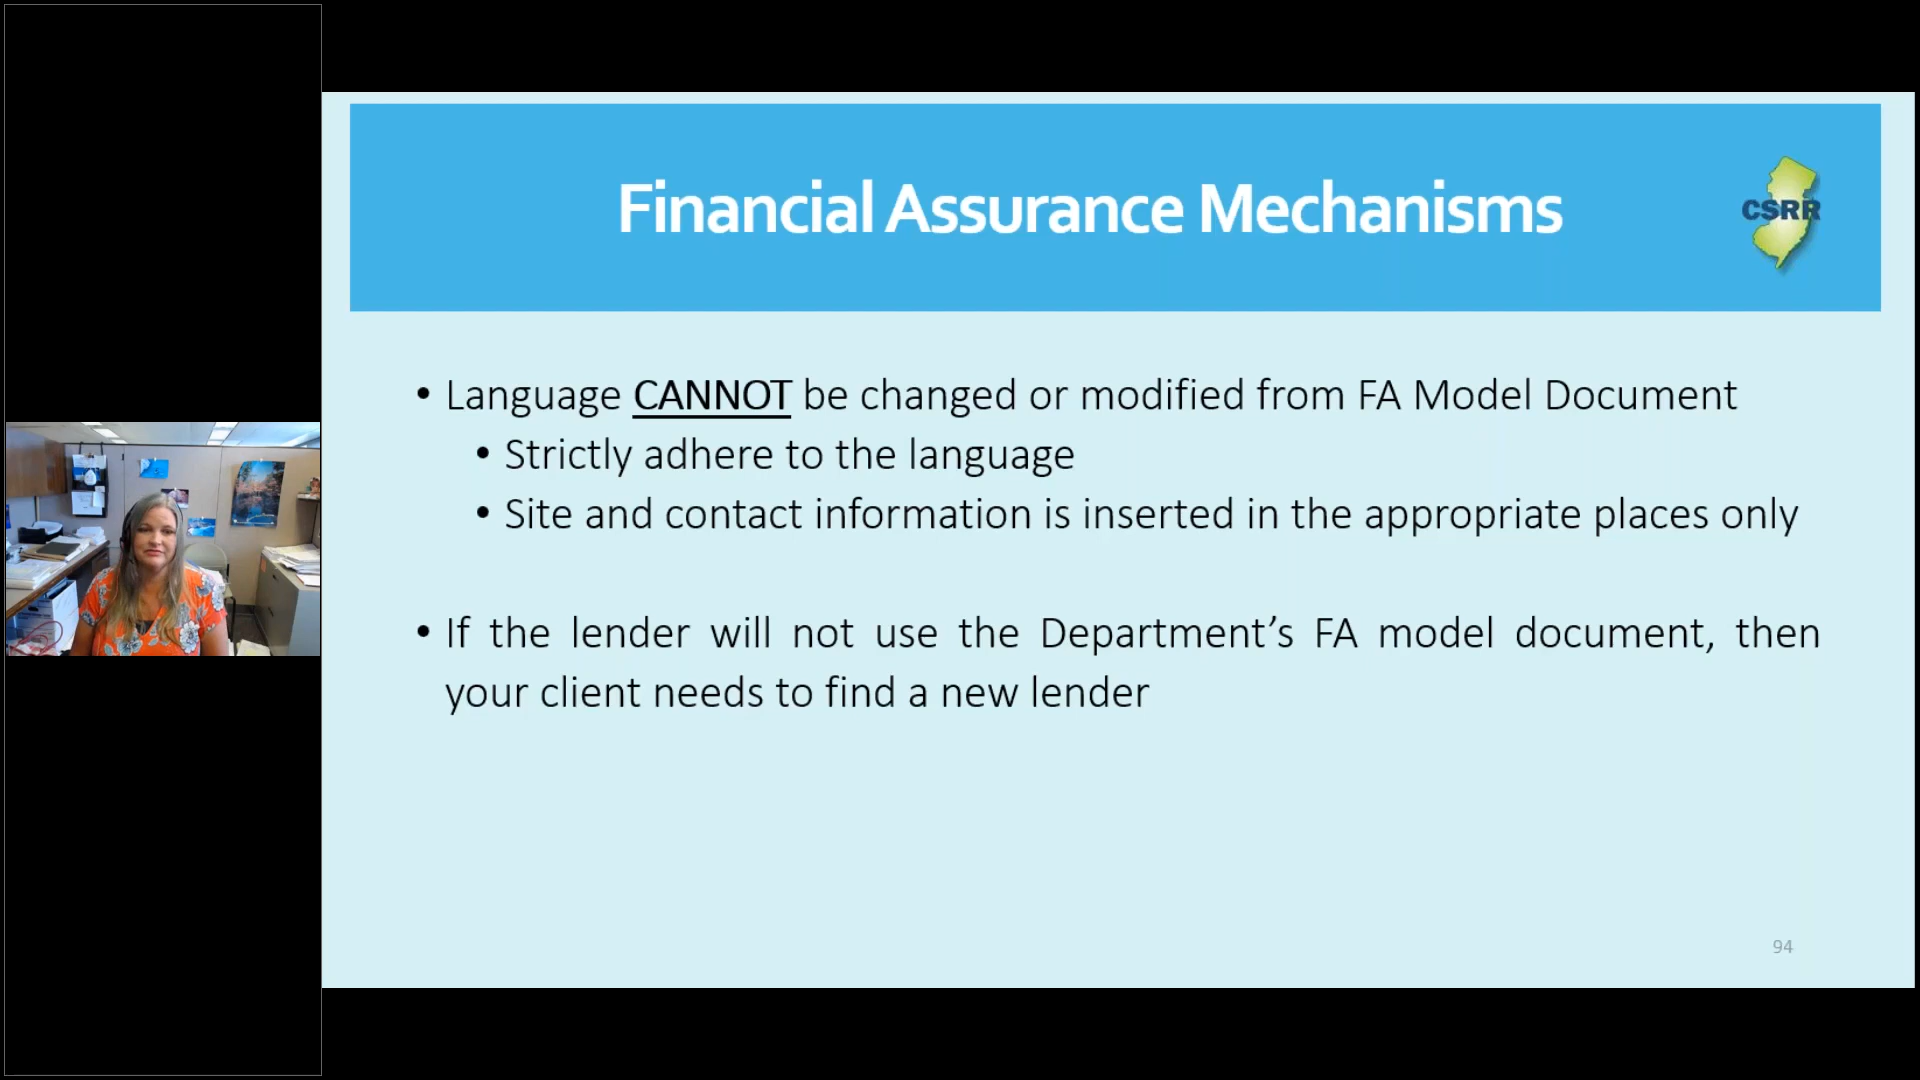 Financial Assurance Mechanisms
CSRR
• Language CANNOT be changed or modified from FA Model Document
• Strictly adhere to the language
• Site and contact information is inserted in the appropriate places only
• If the lender will not use the Department’s FA model document, then
your client needs to find a new lender
94